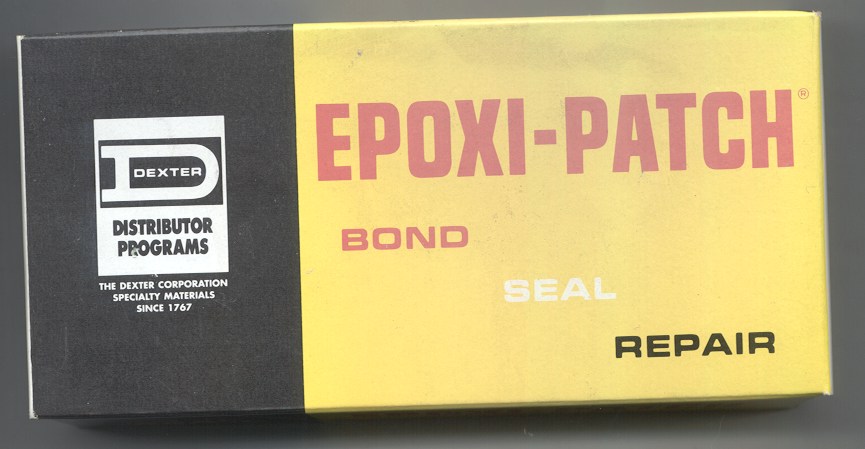 DEXTER
DISTRIBUTOR
PROGRAMS
THE DEXTER CORPORATION
SPECIALTY MATERIALS
SINCE 1767
EPOXI-PATCH®
BOND
SEAL
REPAIR